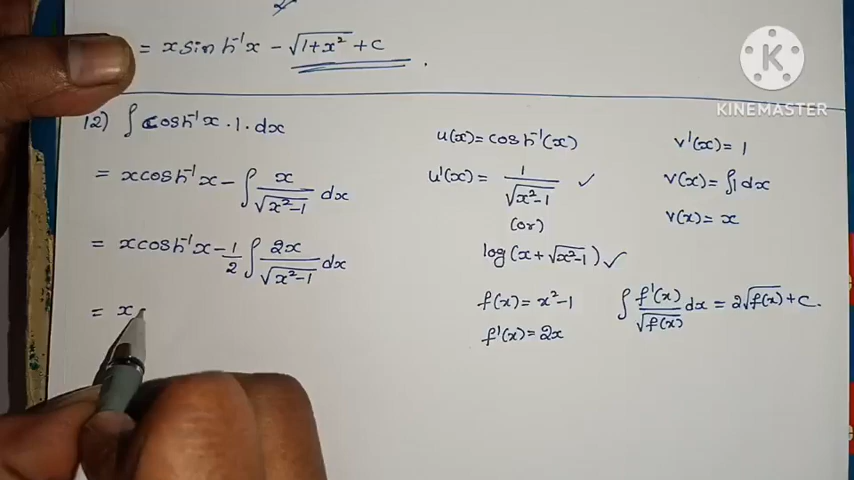 = x sinh⁻¹x - √(1+x²) + c
KINEMASTER
12) ∫ cosh⁻¹x · 1 · dx
= x cosh⁻¹x - ∫ x/√(x²-1) dx
= x cosh⁻¹x - 1/2 ∫ 2x/√(x²-1) dx
= x
u(x) = cosh⁻¹(x)
u'(x) = 1/√(x²-1) ✓
(or)
log(x + √(x²-1)) ✓
f(x) = x²-1
f'(x) = 2x
v'(x) = 1
v(x) = ∫1 dx
v(x) = x
∫ f'(x)/√f(x) dx = 2√f(x) + c.